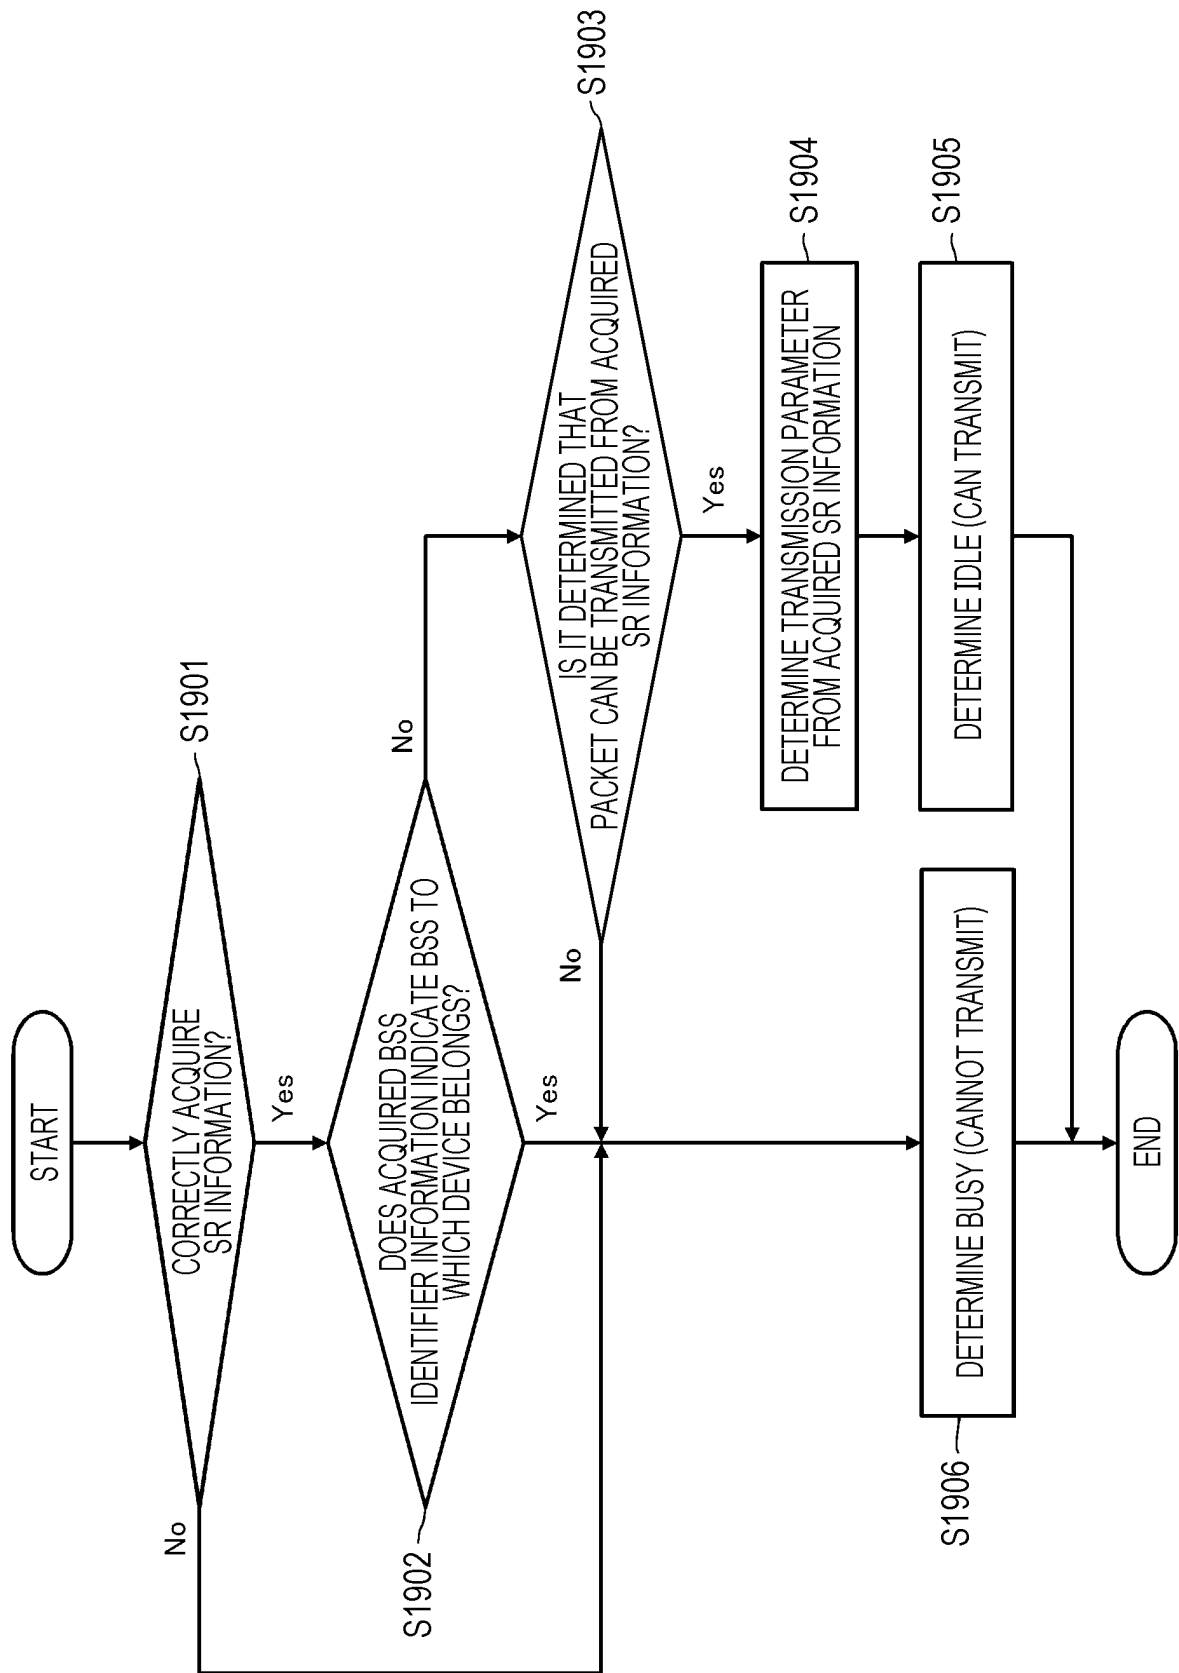 START
CORRECTLY ACQUIRE
SR INFORMATION?
S1901
No
Yes
DOES ACQUIRED BSS
IDENTIFIER INFORMATION INDICATE BSS TO
WHICH DEVICE BELONGS?
S1902
No
Yes
IS IT DETERMINED THAT
PACKET CAN BE TRANSMITTED FROM ACQUIRED
SR INFORMATION?
S1903
No
Yes
DETERMINE TRANSMISSION PARAMETER
FROM ACQUIRED SR INFORMATION
S1904
DETERMINE IDLE (CAN TRANSMIT)
S1905
DETERMINE BUSY (CANNOT TRANSMIT)
S1906
END